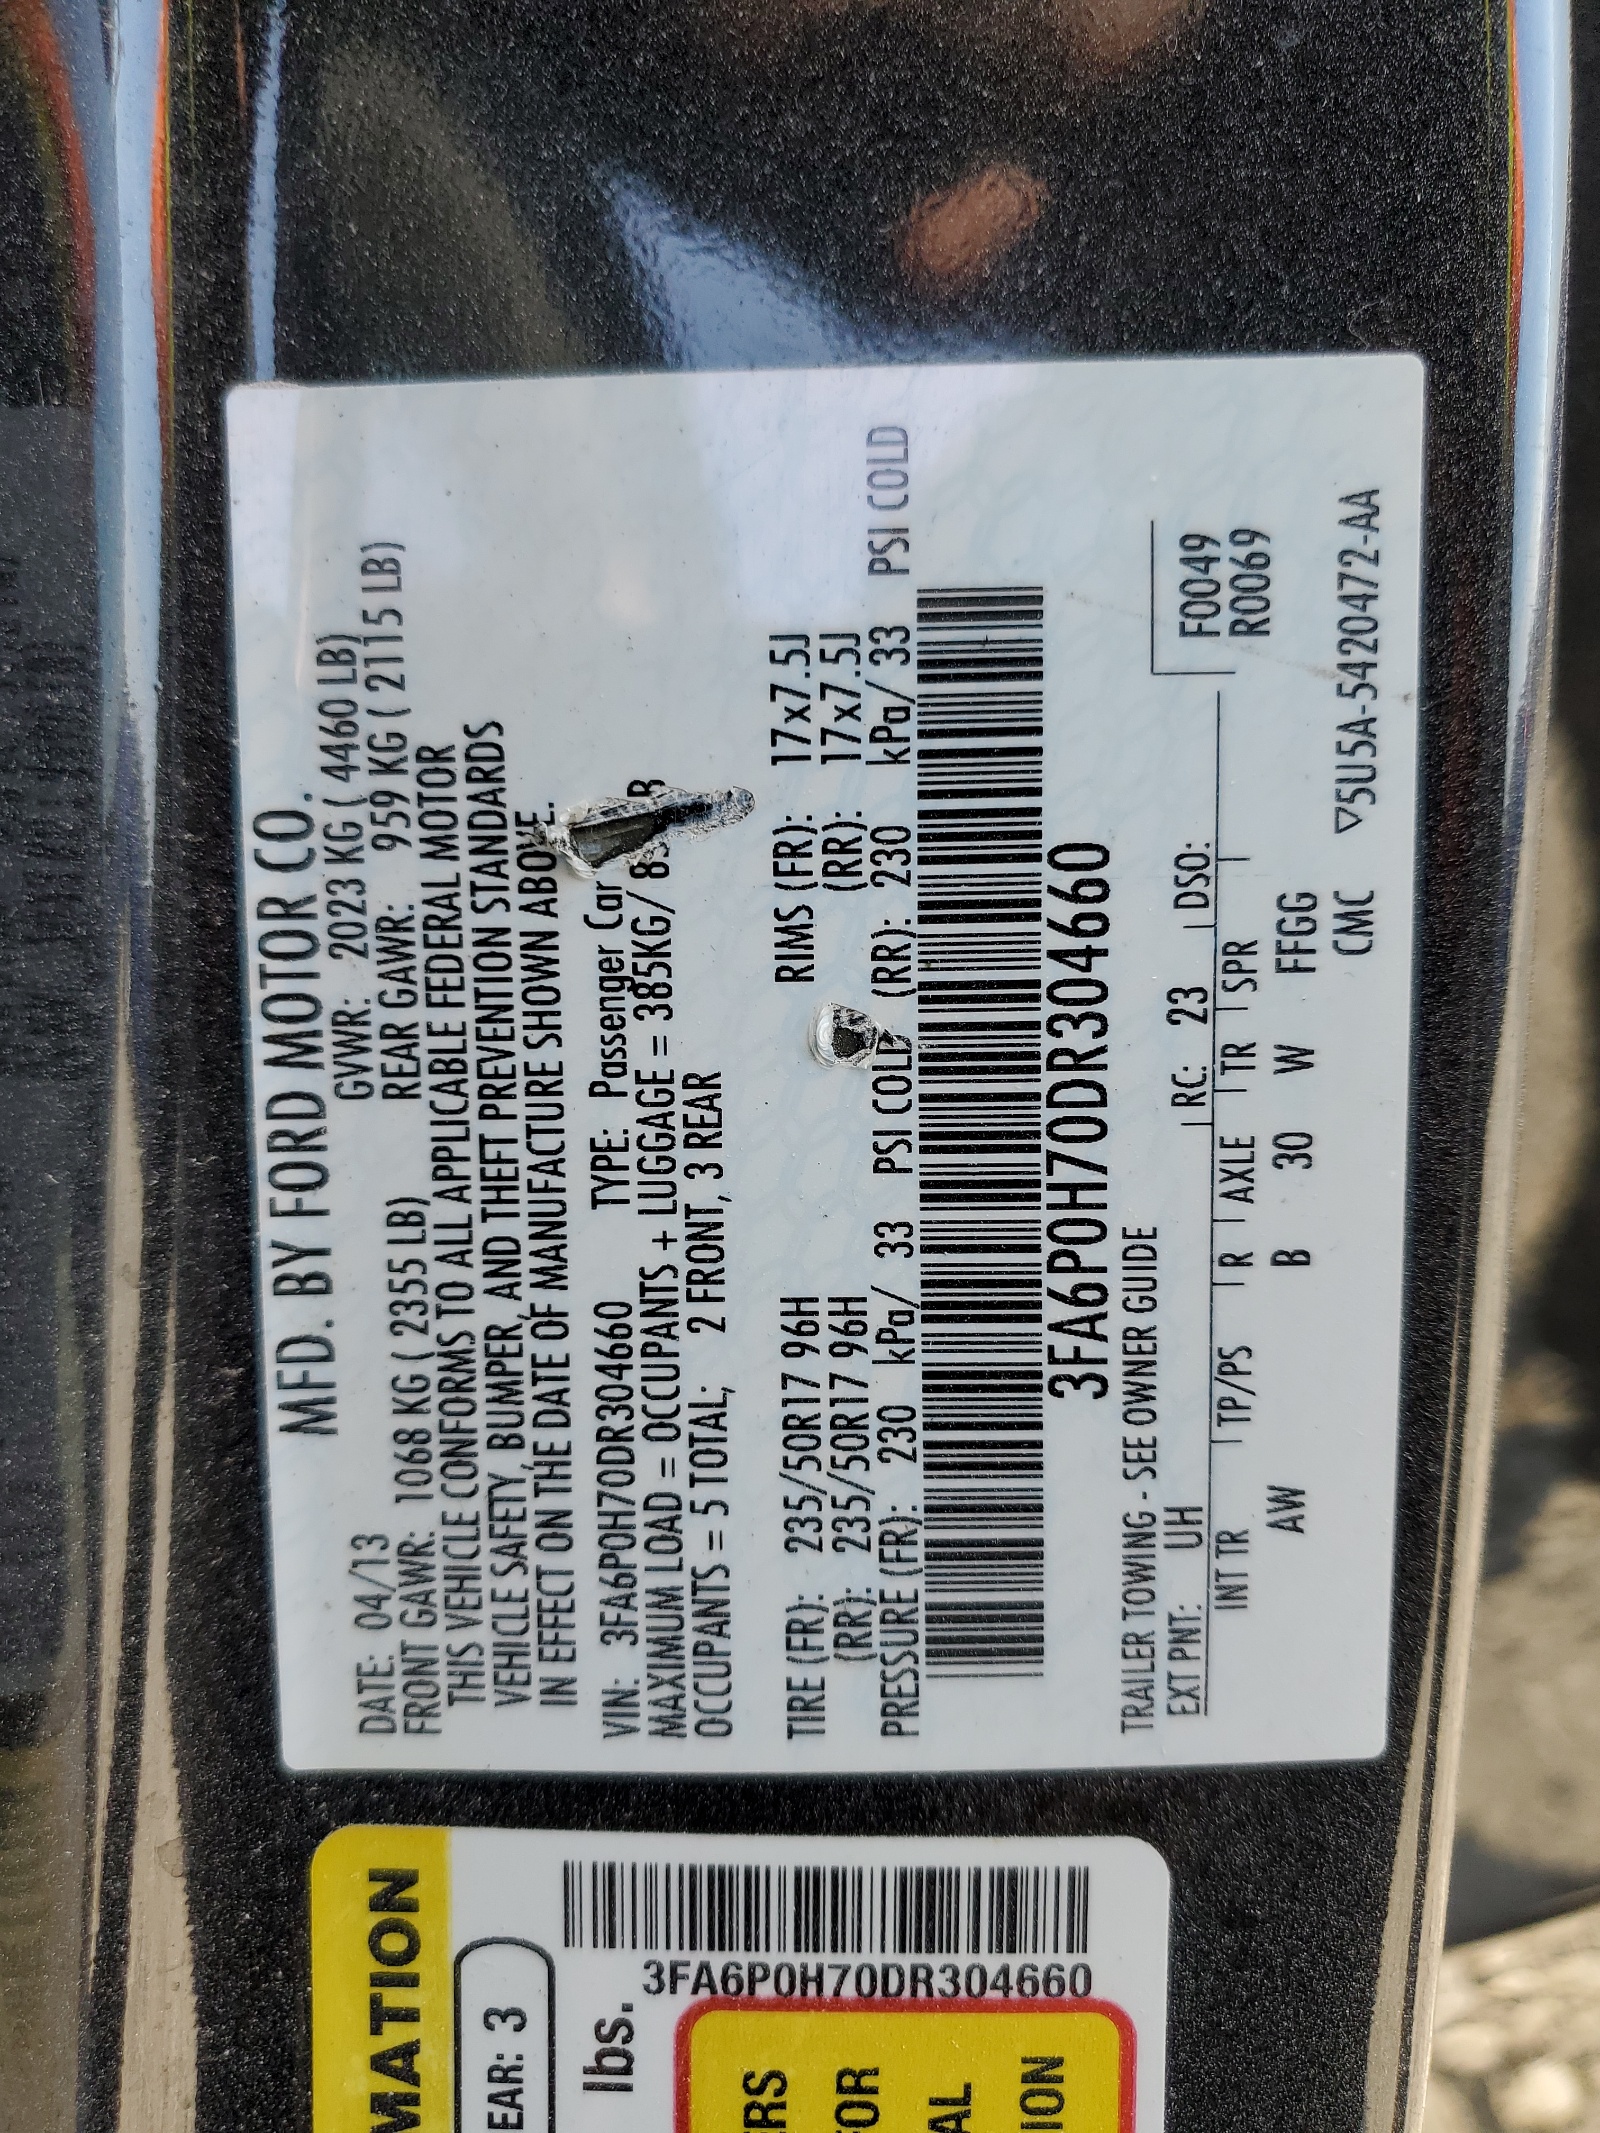 MFD. BY FORD MOTOR CO.
DATE: 04/13 GVWR: 2023 KG ( 4460 LB)
FRONT GAWR: 1068 KG ( 2355 LB) REAR GAWR: 959 KG ( 2115 LB)
THIS VEHICLE CONFORMS TO ALL APPLICABLE FEDERAL MOTOR
VEHICLE SAFETY, BUMPER, AND THEFT PREVENTION STANDARDS
IN EFFECT ON THE DATE OF MANUFACTURE SHOWN ABOVE.
VIN: 3FA6P0H70DR304660 TYPE: Passenger Car
MAXIMUM LOAD = OCCUPANTS + LUGGAGE = 385KG/
OCCUPANTS = 5 TOTAL; 2 FRONT, 3 REAR
TIRE (FR): 235/50R17 96H RIMS (FR): 17x7.5J
(RR): 235/50R17 96H (RR): 17x7.5J
PRESSURE (FR): 230 kPa/ 33 PSI COLD (RR): 230 kPa/ 33 PSI COLD
3FA6P0H70DR304660
TRAILER TOWING - SEE OWNER GUIDE
EXT PNT: UH RC: 23 DSO: F0049
INT TR TP/PS R AXLE TR SPR R0069
AW B 30 W FFGG
CMC ▽5U5A-5420472-AA
MATION
EAR: 3
lbs.
3FA6P0H70DR304660
ERS
FOR
AL
ION